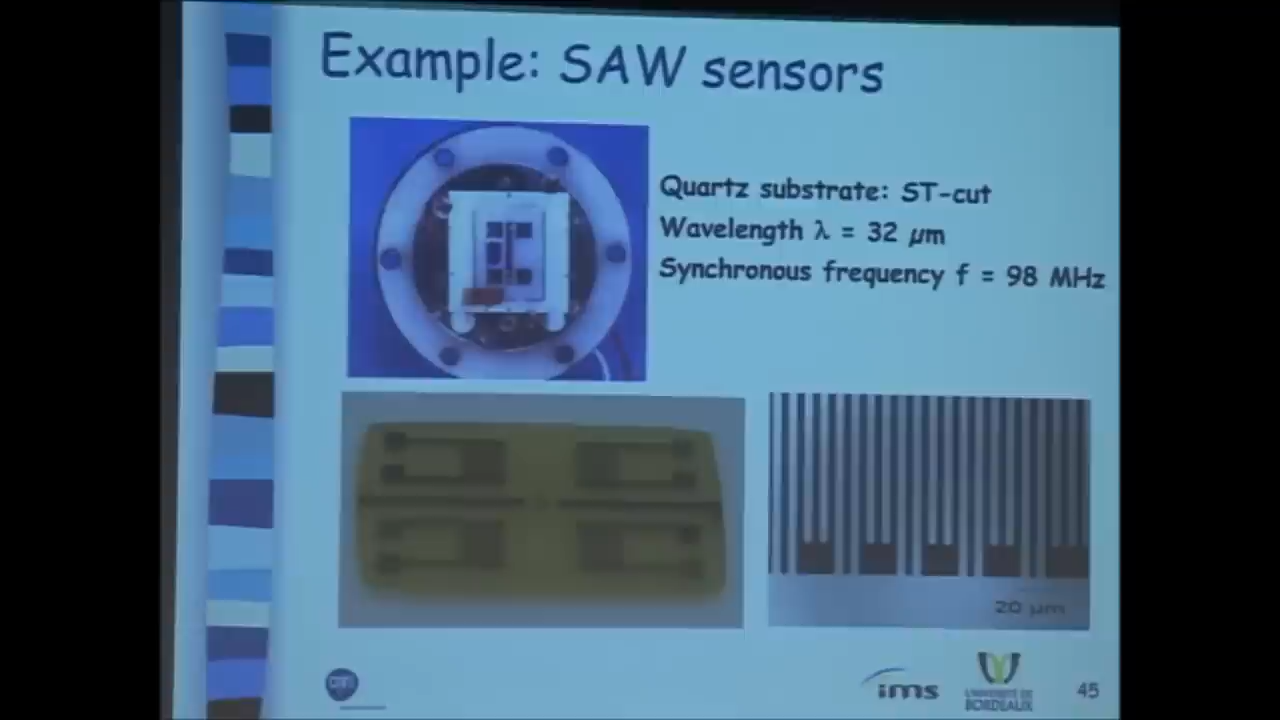 Example: SAW sensors
Quartz substrate: ST-cut
Wavelength λ = 32 µm
Synchronous frequency f = 98 MHz
20 µm
ims
UNIVERSITÉ DE
BORDEAUX
45